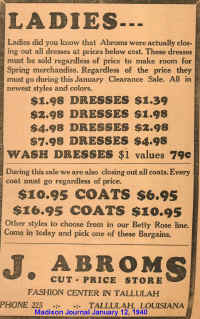 LADIES---
Ladies did you know that Abroms were actually clos-
ing out all dresses at prices below cost. These dresses
must be sold regardless of price to make room for
Spring merchandise. Regardless of the price they
must go during this January Clearance Sale. All in
newest styles and colors.
$1.98 DRESSES $1.39
$2.98 DRESSES $1.98
$4.98 DRESSES $2.98
$7.98 DRESSES $4.98
WASH DRESSES $1 values 79c
During this sale we are also closing out all coats. Every
coat must go regardless of price.
$10.95 COATS $6.95
$16.95 COATS $10.95
Other styles to choose from in our Betty Rose line.
Come in today and pick one of these Bargains.
J. ABROMS
CUT - PRICE STORE
FASHION CENTER IN TALLULAH
PHONE 325 -:- -:- TALLULAH, LOUISIANA
Madison Journal January 12, 1940